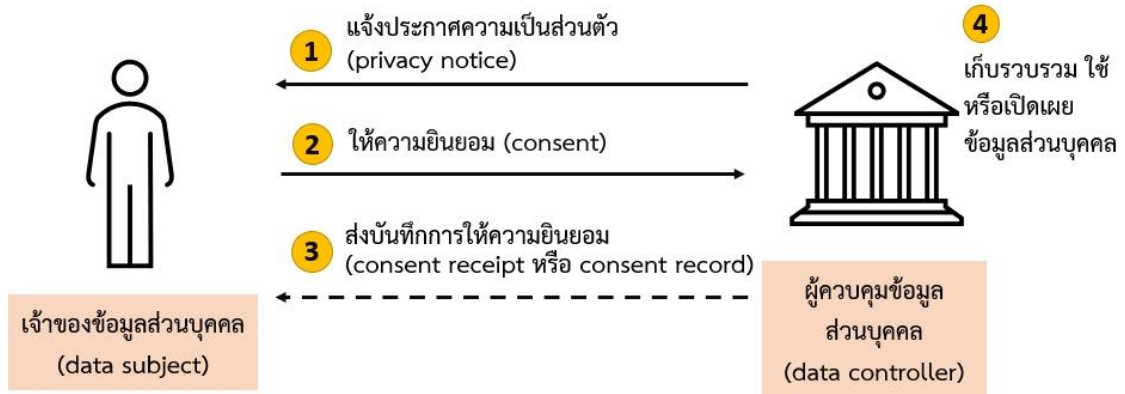 1
แจ้งประกาศความเป็นส่วนตัว
(privacy notice)
2
ให้ความยินยอม (consent)
3
ส่งบันทึกการให้ความยินยอม
(consent receipt หรือ consent record)
4
เก็บรวบรวม ใช้
หรือเปิดเผย
ข้อมูลส่วนบุคคล
เจ้าของข้อมูลส่วนบุคคล
(data subject)
ผู้ควบคุมข้อมูล
ส่วนบุคคล
(data controller)